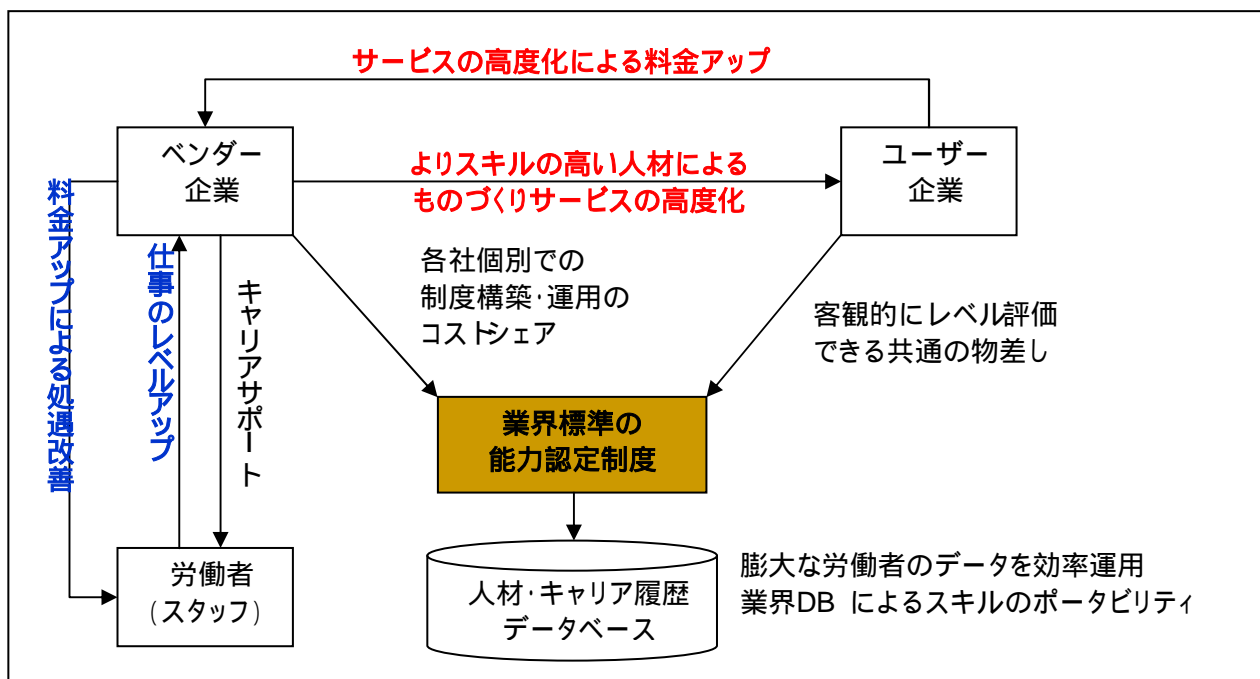 サービスの高度化による料金アップ
ベンダー
企業
よりスキルの高い人材による
ものづくりサービスの高度化
ユーザー
企業
料金アップによる処遇改善
仕事のレベルアップ
キャリアサポート
各社個別での
制度構築・運用の
コストシェア
客観的にレベル評価
できる共通の物差し
業界標準の
能力認定制度
労働者
(スタッフ)
人材・キャリア履歴
データベース
膨大な労働者のデータを効率運用
業界DB によるスキルのポータビリティ